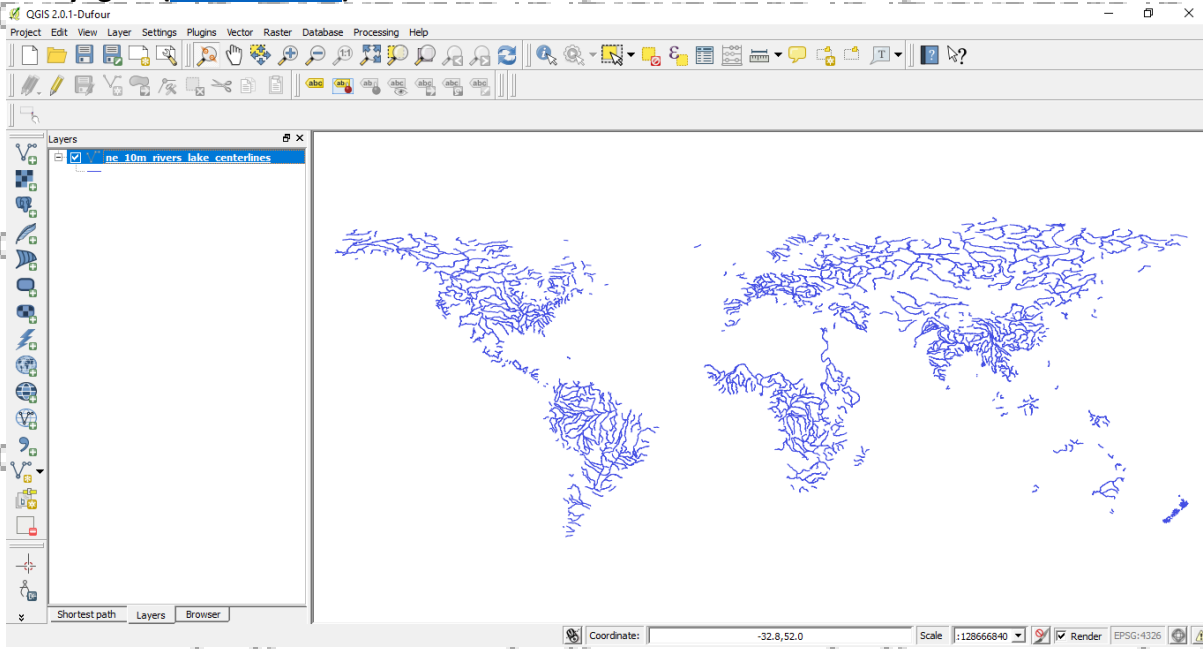 QGIS 2.0.1-Dufour
Project Edit View Layer Settings Plugins Vector Raster Database Processing Help
abc
Layers
ne_10m_rivers_lake_centerlines
Shortest path Layers Browser
Coordinate: -32.8,52.0 Scale :128666840 Render EPSG:4326